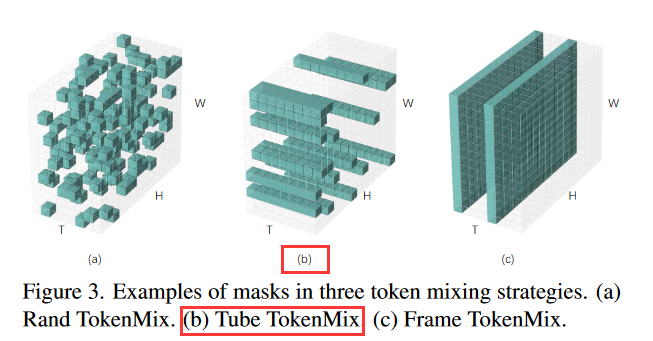 W
W
W
H
H
H
T
T
T
(a)
(b)
(c)
Figure 3. Examples of masks in three token mixing strategies. (a)
Rand TokenMix. (b) Tube TokenMix (c) Frame TokenMix.